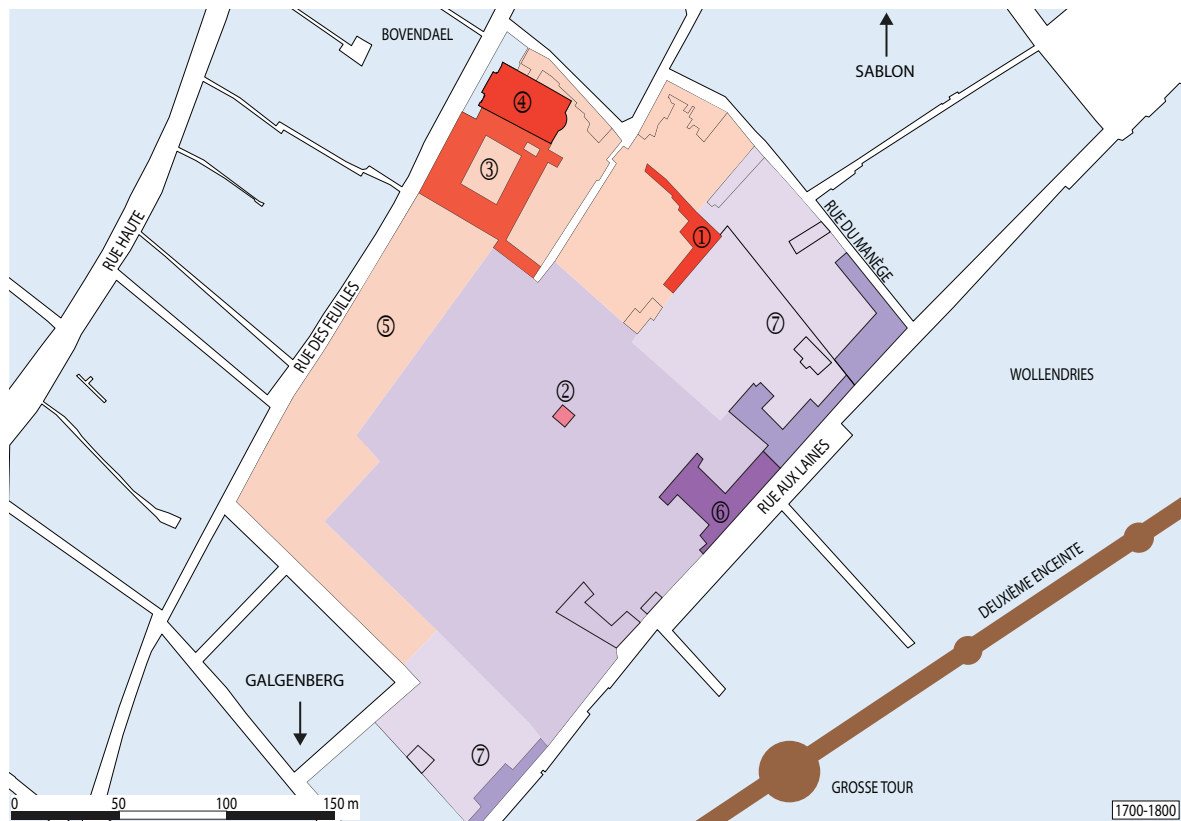 BOVENDAEL
SABLON
④
③
①
RUE HAUTE
RUE DU MANÈGE
RUE DES FEUILLES
⑤
⑦
WOLLENDRIES
②
RUE AUX LAINES
⑥
DEUXIÈME ENCEINTE
GALGENBERG
⑦
GROSSE TOUR
0 50 100 150 m
1700-1800